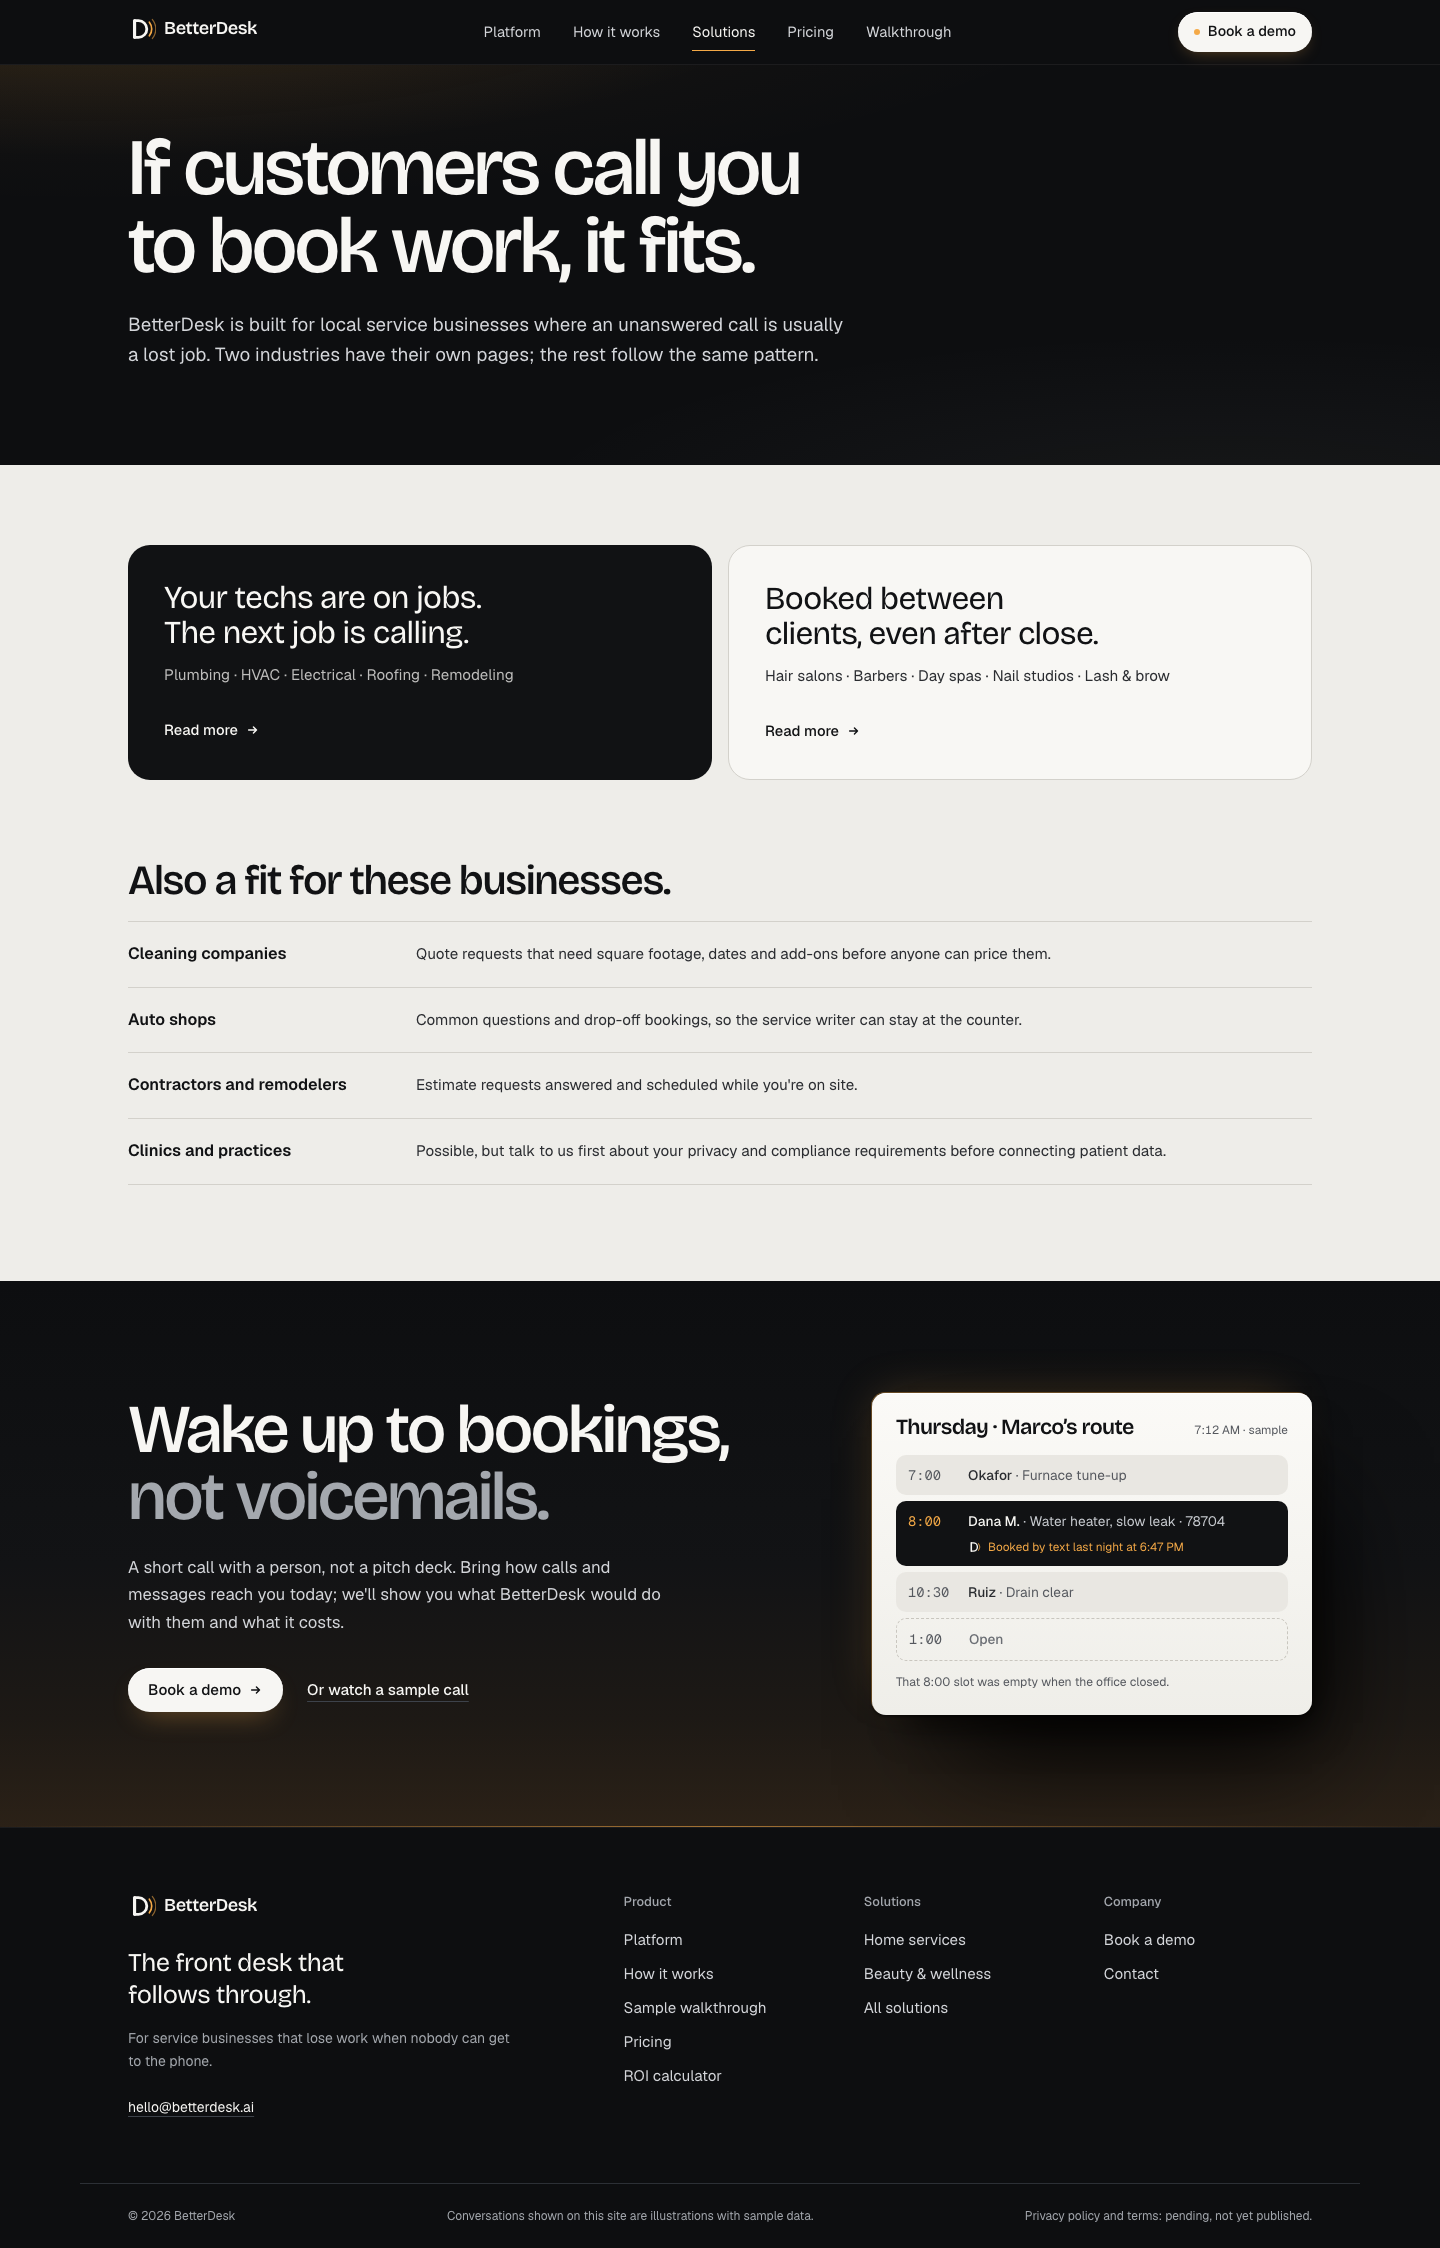 BetterDesk
Platform
How it works
Solutions
Pricing
Walkthrough
Book a demo
If customers call you
to book work, it fits.
BetterDesk is built for local service businesses where an unanswered call is usually
a lost job. Two industries have their own pages; the rest follow the same pattern.
Your techs are on jobs.
The next job is calling.
Plumbing · HVAC · Electrical · Roofing · Remodeling
Read more →
Booked between
clients, even after close.
Hair salons · Barbers · Day spas · Nail studios · Lash & brow
Read more →
Also a fit for these businesses.
Cleaning companies
Quote requests that need square footage, dates and add-ons before anyone can price them.
Auto shops
Common questions and drop-off bookings, so the service writer can stay at the counter.
Contractors and remodelers
Estimate requests answered and scheduled while you're on site.
Clinics and practices
Possible, but talk to us first about your privacy and compliance requirements before connecting patient data.
Wake up to bookings,
not voicemails.
A short call with a person, not a pitch deck. Bring how calls and
messages reach you today; we'll show you what BetterDesk would do
with them and what it costs.
Book a demo →
Or watch a sample call
Thursday · Marco's route
7:12 AM · sample
7:00 Okafor · Furnace tune-up
8:00 Dana M. · Water heater, slow leak · 78704
Booked by text last night at 6:47 PM
10:30 Ruiz · Drain clear
1:00 Open
That 8:00 slot was empty when the office closed.
BetterDesk
The front desk that
follows through.
For service businesses that lose work when nobody can get
to the phone.
hello@betterdesk.ai
Product
Platform
How it works
Sample walkthrough
Pricing
ROI calculator
Solutions
Home services
Beauty & wellness
All solutions
Company
Book a demo
Contact
© 2026 BetterDesk
Conversations shown on this site are illustrations with sample data.
Privacy policy and terms: pending, not yet published.